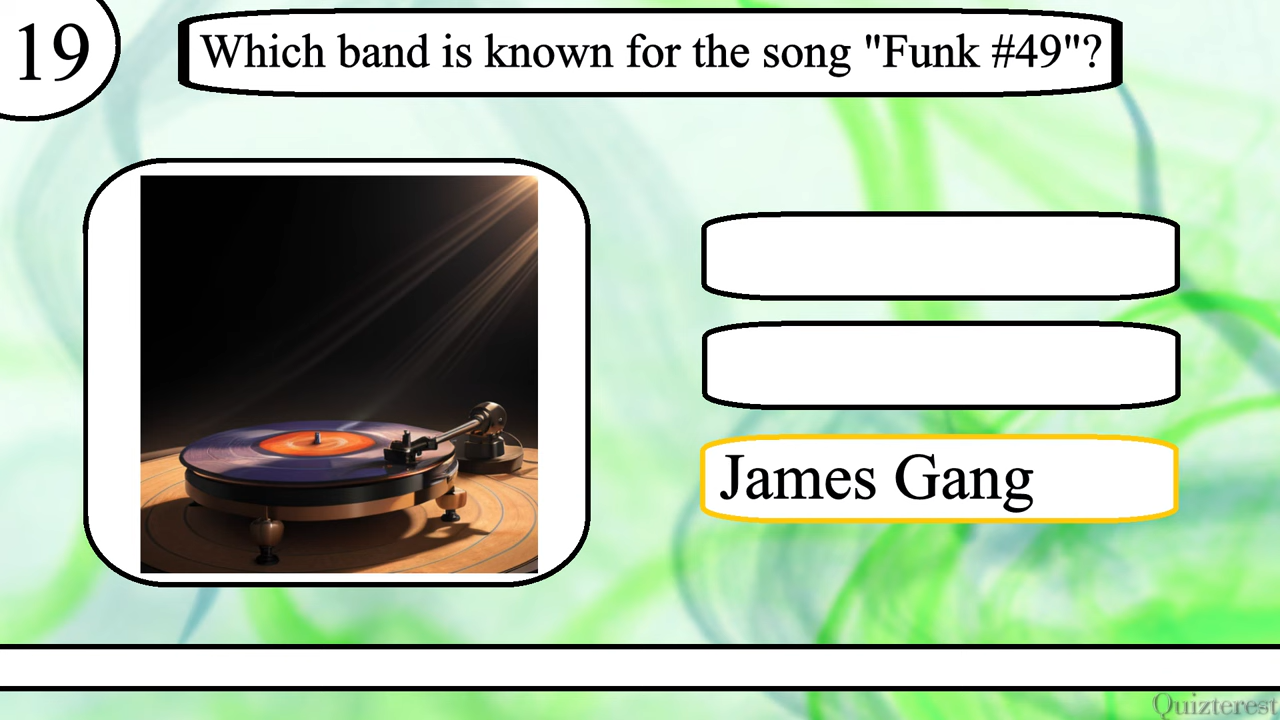 19
Which band is known for the song "Funk #49"?
James Gang
Quizterest